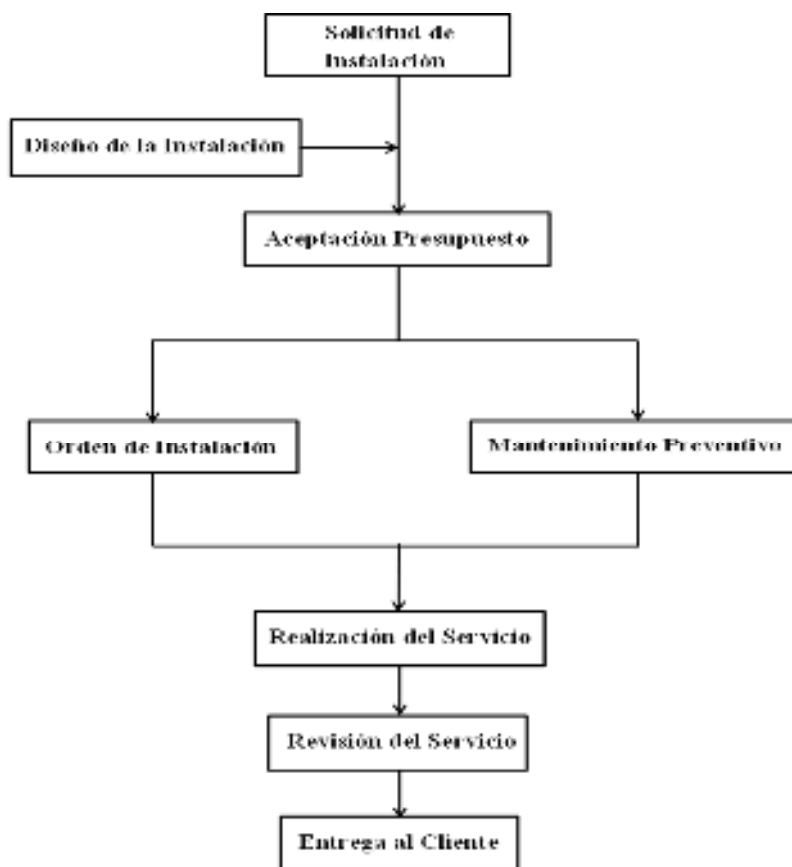 Solicitud de
Instalación
Diseño de la Instalación
Aceptación Presupuesto
Orden de Instalación
Mantenimiento Preventivo
Realización del Servicio
Revisión del Servicio
Entrega al Cliente